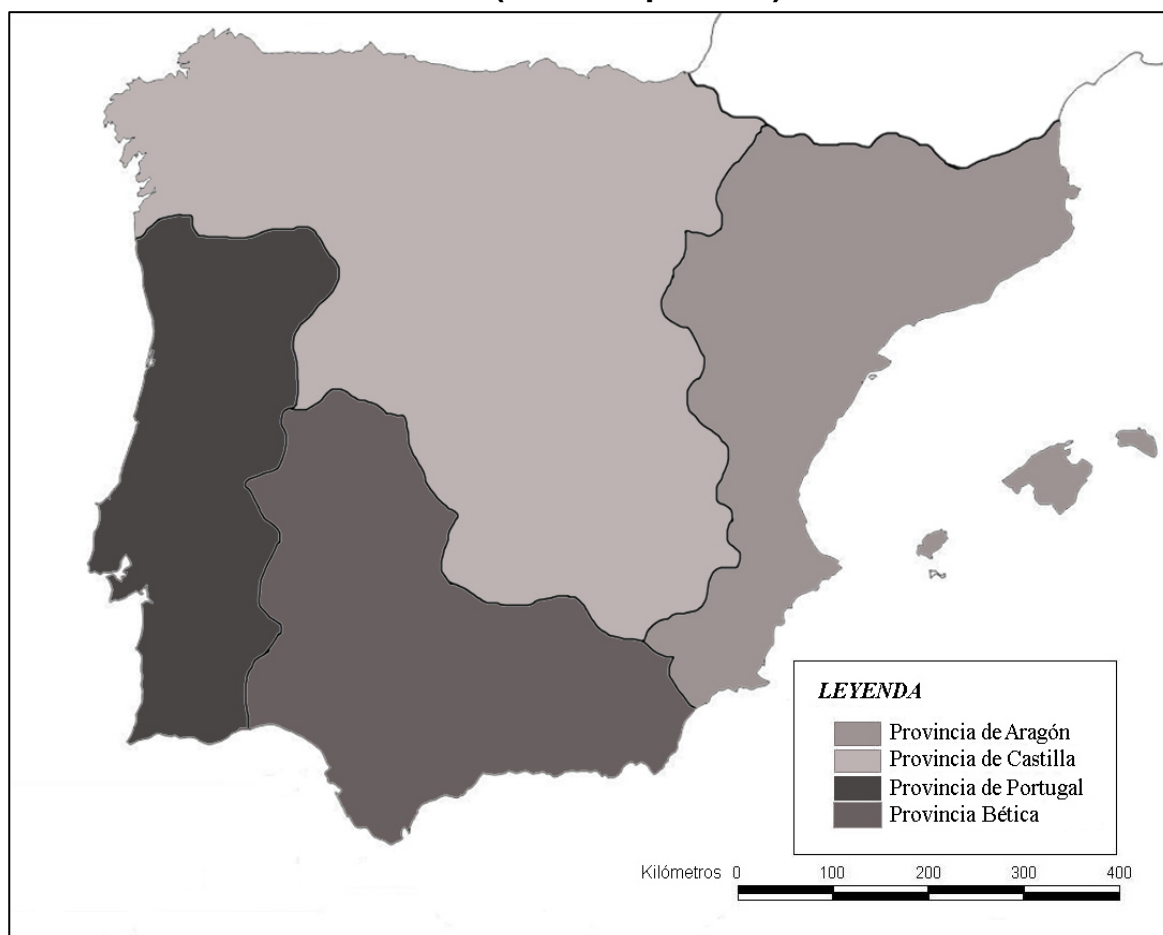 LEYENDA
Provincia de Aragón
Provincia de Castilla
Provincia de Portugal
Provincia Bética
Kilómetros 0 100 200 300 400